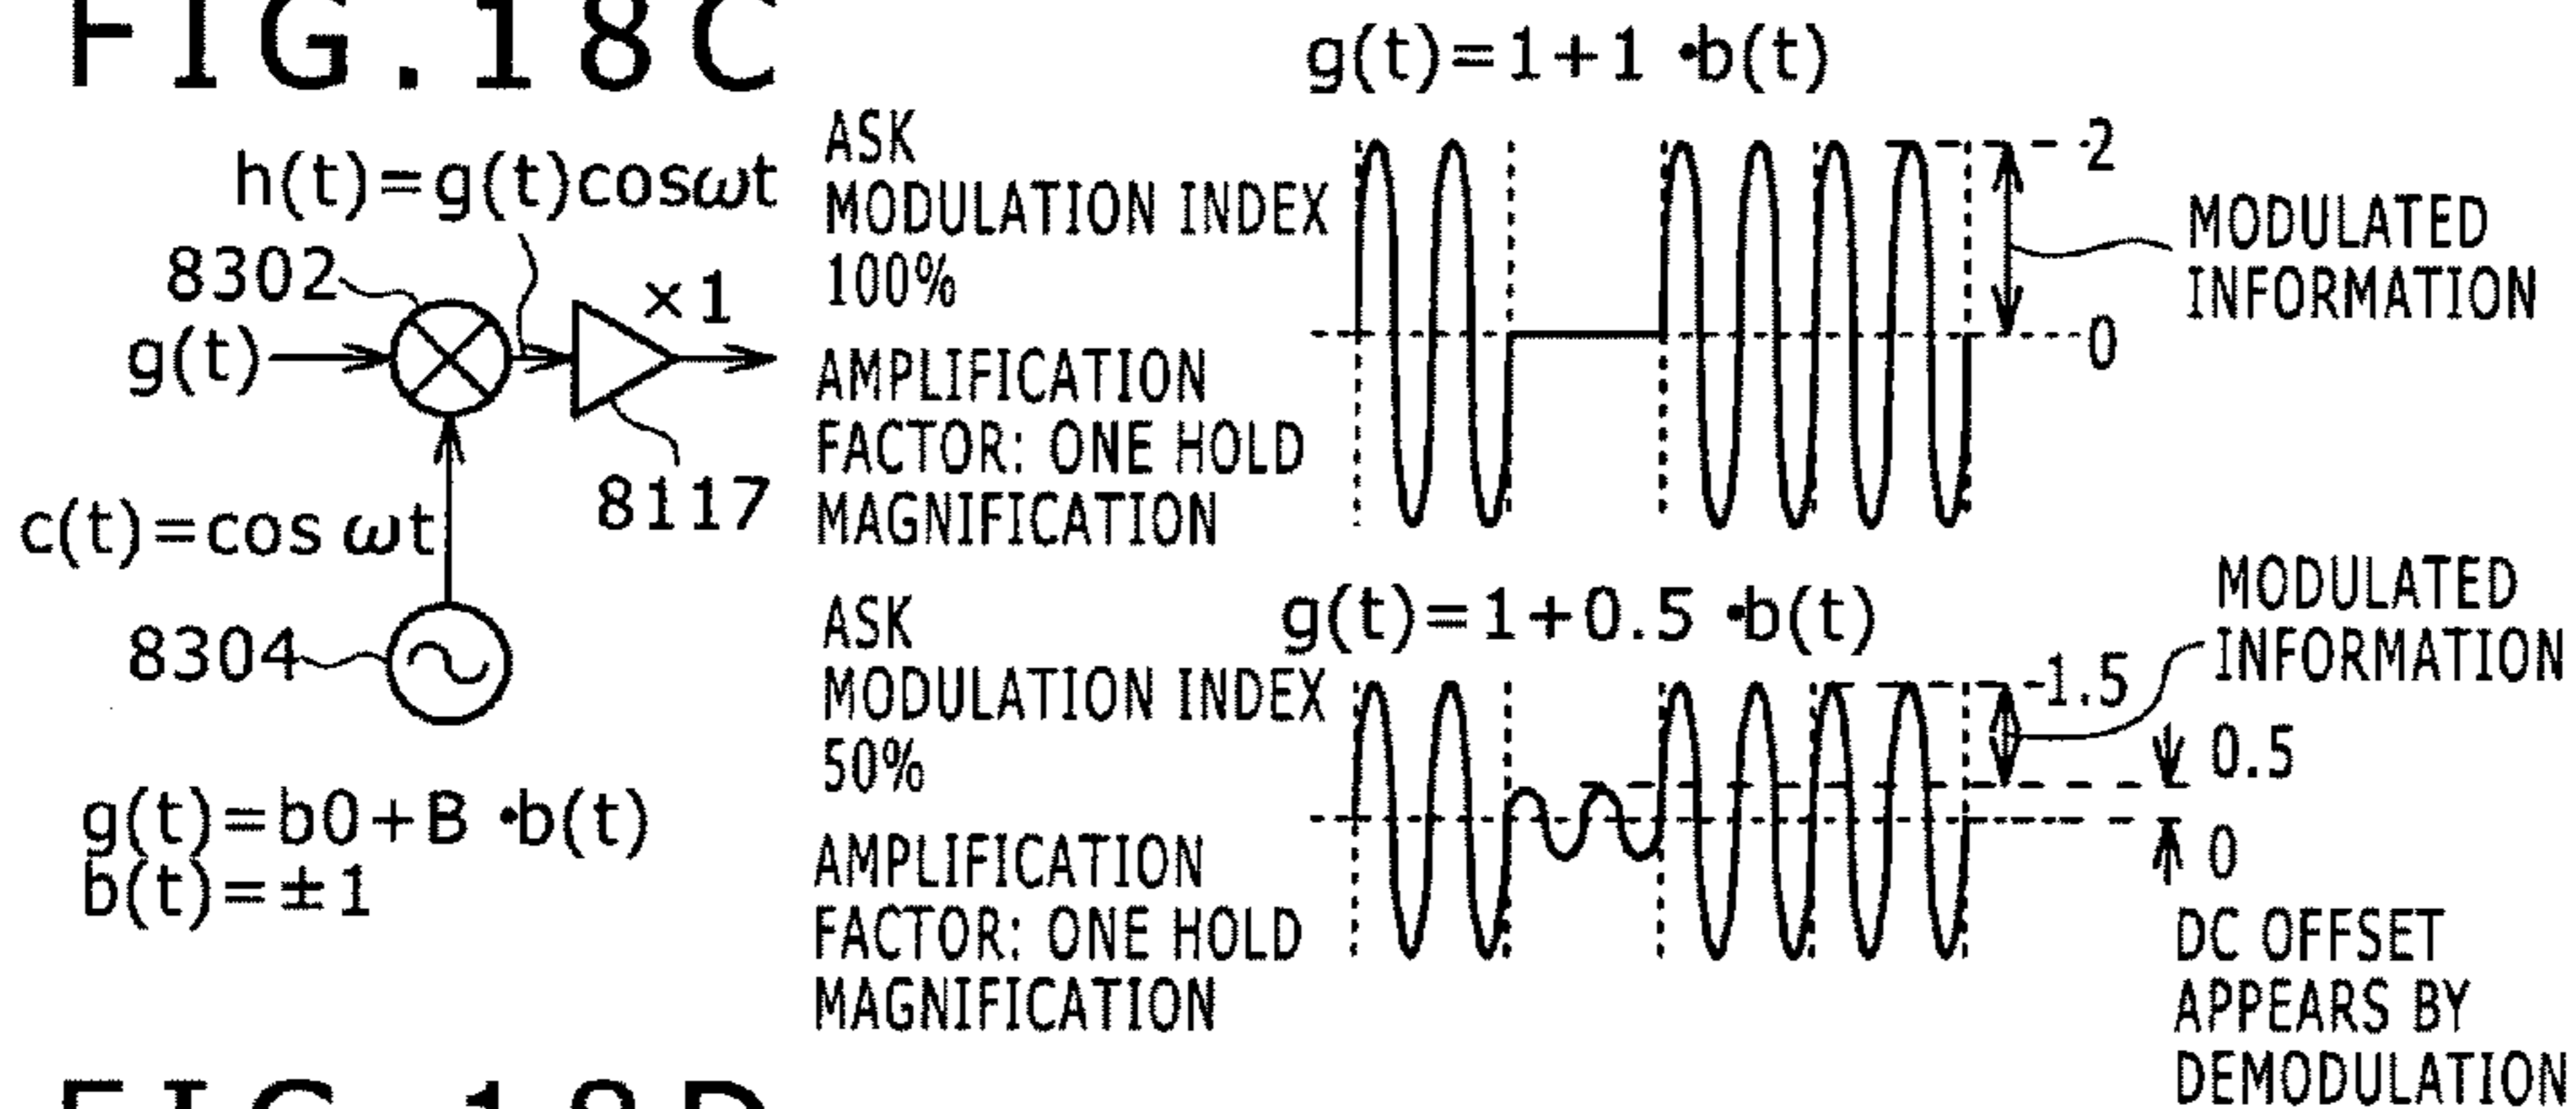 FIG.18C
h(t)=g(t)cosωt
8302
×1
g(t)
8117
c(t)=cos ωt
8304
g(t)=b0+B •b(t)
b(t)=±1
ASK
MODULATION INDEX
100%
AMPLIFICATION
FACTOR: ONE HOLD
MAGNIFICATION
g(t)=1+1 •b(t)
2
0
MODULATED
INFORMATION
ASK
MODULATION INDEX
50%
AMPLIFICATION
FACTOR: ONE HOLD
MAGNIFICATION
g(t)=1+0.5 •b(t)
1.5
MODULATED
INFORMATION
0.5
0
DC OFFSET
APPEARS BY
DEMODULATION
FIG.18D